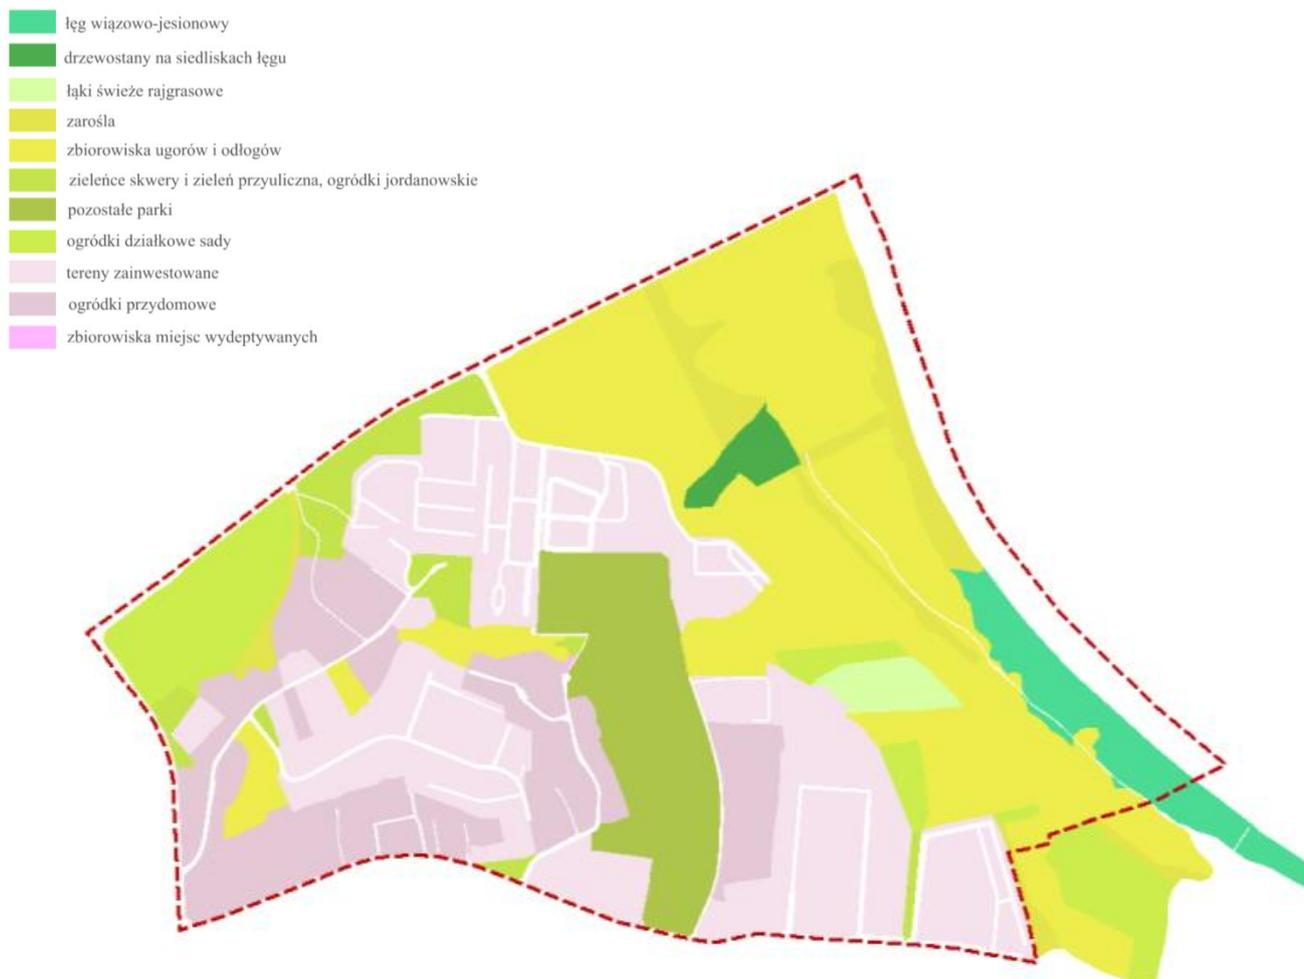 łęg wiązowo-jesionowy
drzewostany na siedliskach łęgu
łąki świeże rajgrasowe
zarośla
zbiorowiska ugorów i odłogów
zieleńce skwery i zieleń przyuliczna, ogródki jordanowskie
pozostałe parki
ogródki działkowe sady
tereny zainwestowane
ogródki przydomowe
zbiorowiska miejsc wydeptywanych